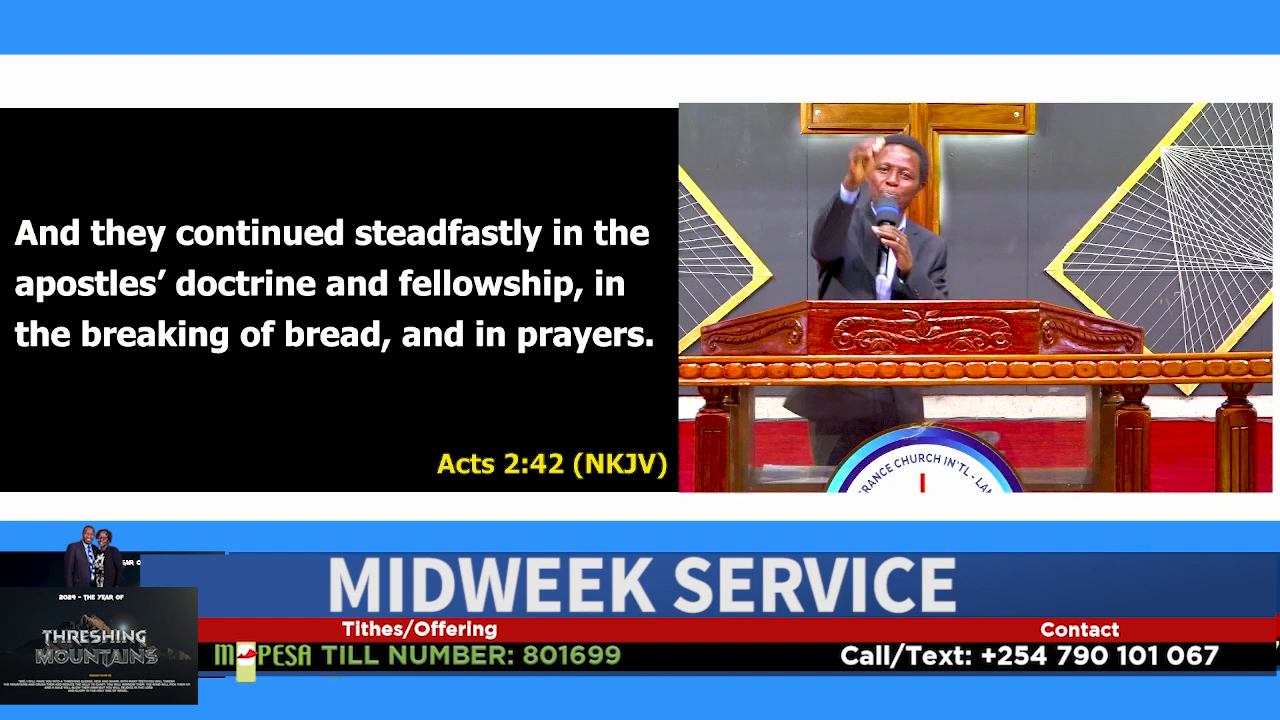 And they continued steadfastly in the
apostles’ doctrine and fellowship, in
the breaking of bread, and in prayers.
Acts 2:42 (NKJV)
RANCE CHURCH IN'TL - LAN
MIDWEEK SERVICE
Tithes/Offering
Contact
M-PESA TILL NUMBER: 801699
Call/Text: +254 790 101 067
2024 - THE YEAR OF
THRESHING
MOUNTAINS